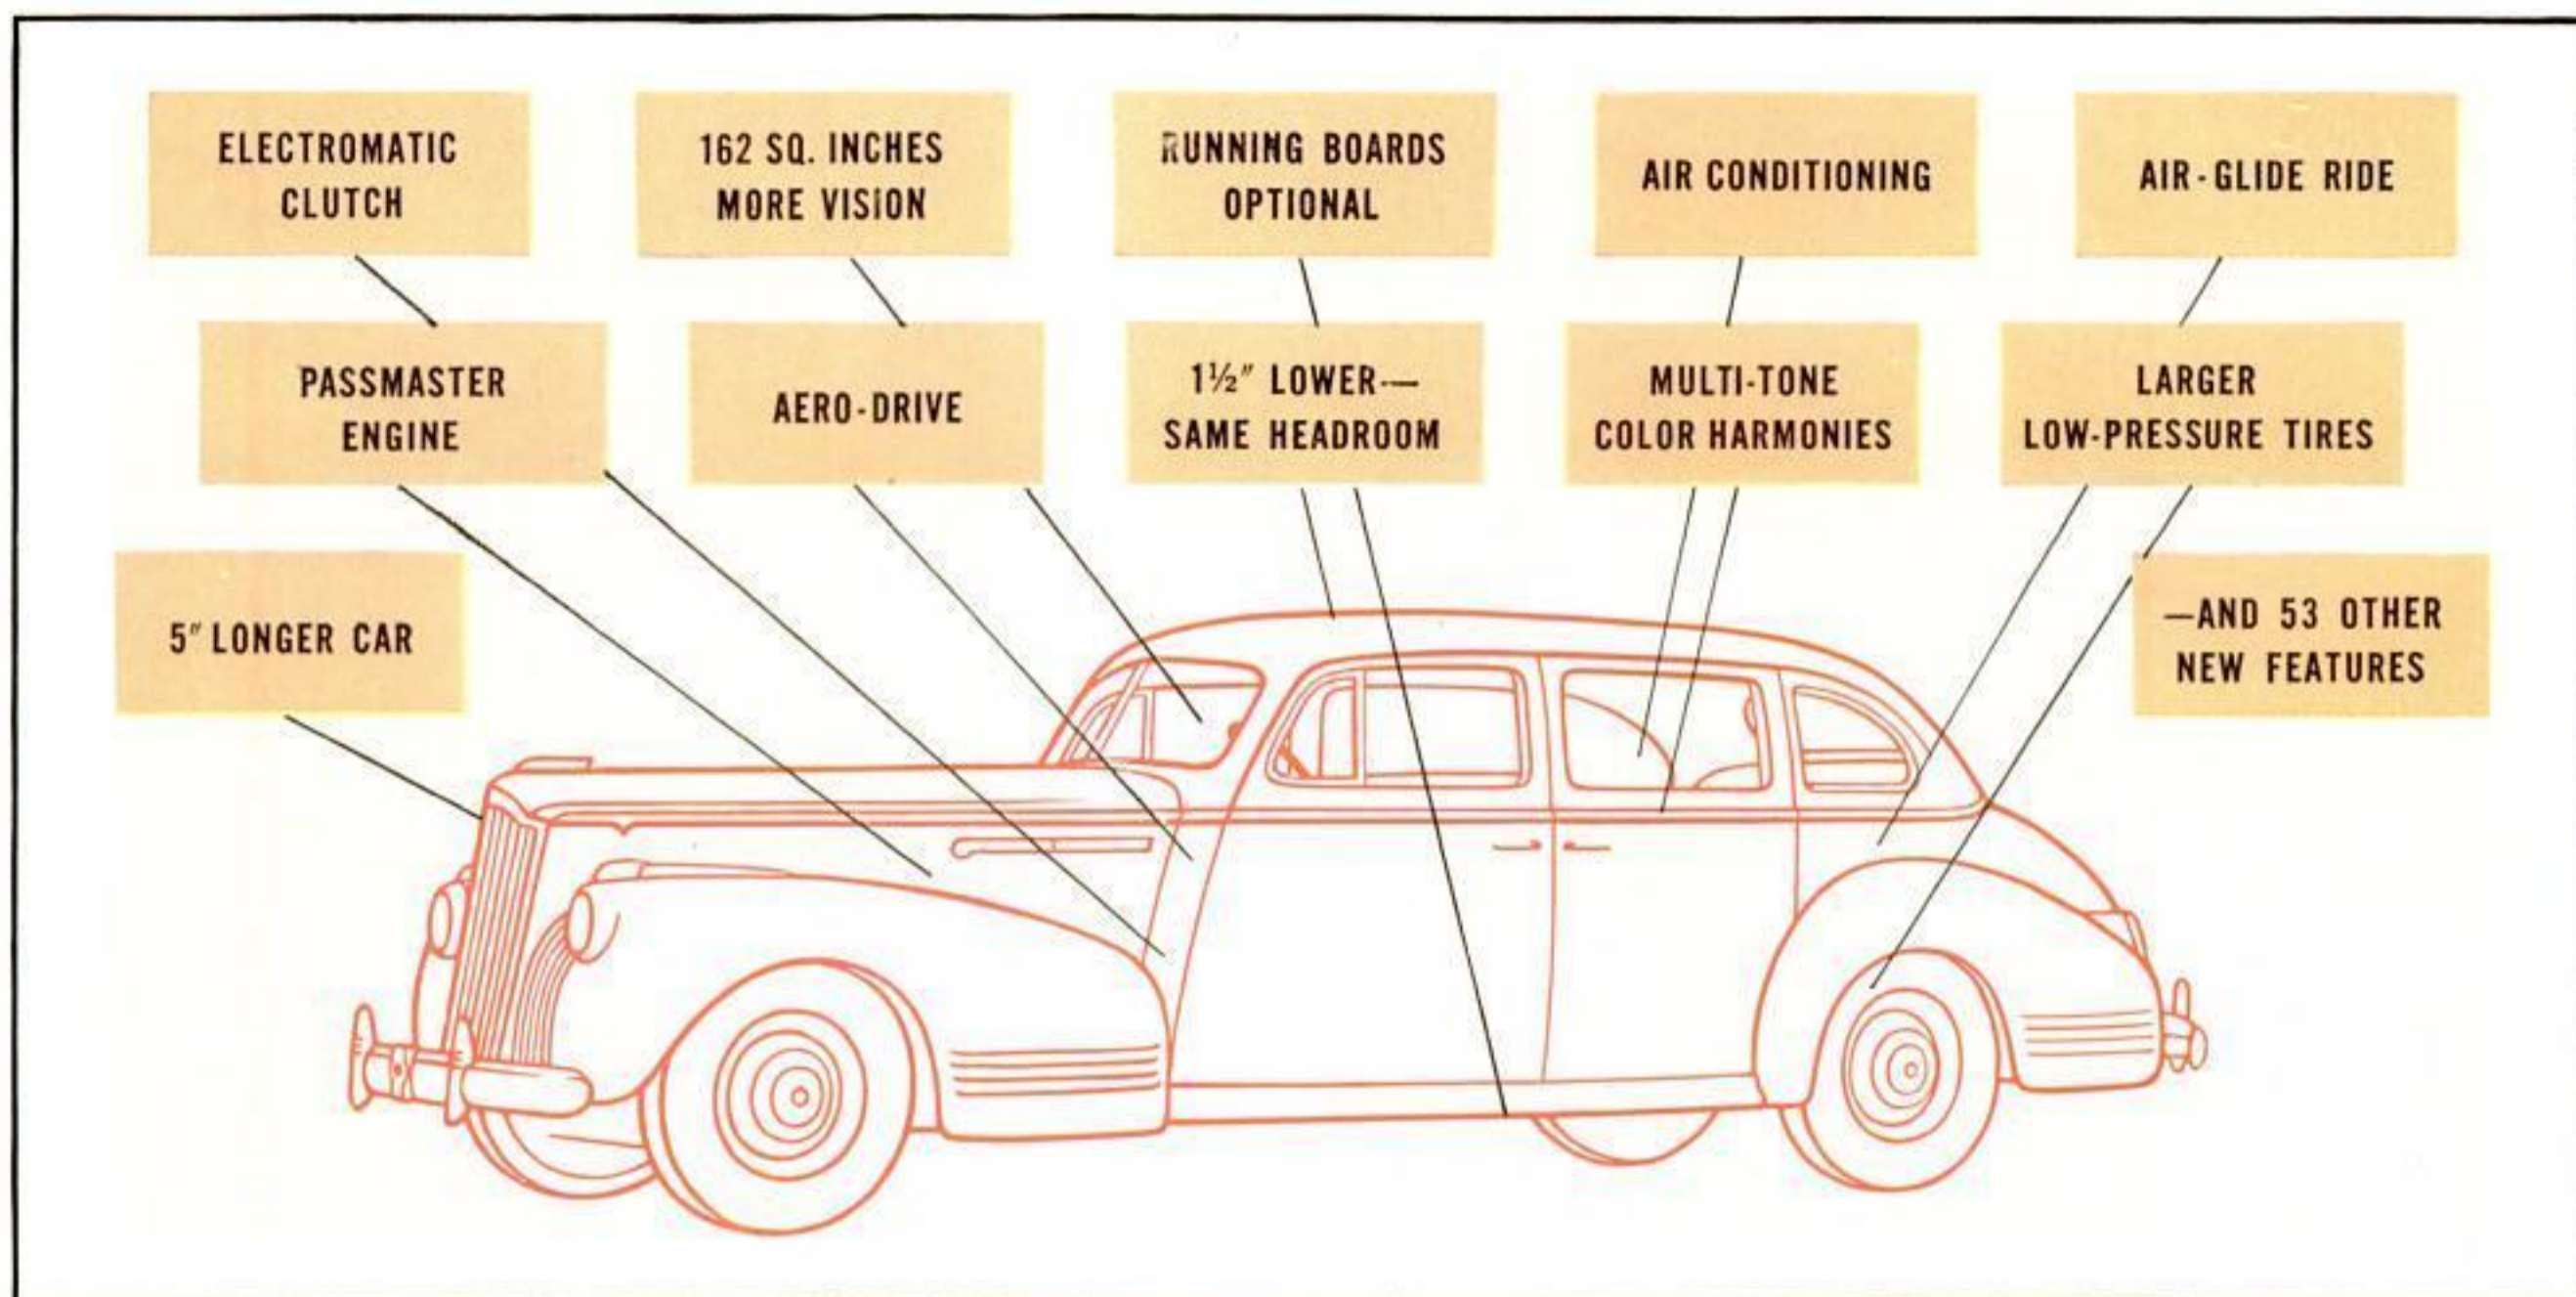 ELECTROMATIC
CLUTCH
162 SQ. INCHES
MORE VISION
RUNNING BOARDS
OPTIONAL
AIR CONDITIONING
AIR-GLIDE RIDE
PASSMASTER
ENGINE
AERO-DRIVE
1½″ LOWER—
SAME HEADROOM
MULTI-TONE
COLOR HARMONIES
LARGER
LOW-PRESSURE TIRES
5″ LONGER CAR
—AND 53 OTHER
NEW FEATURES